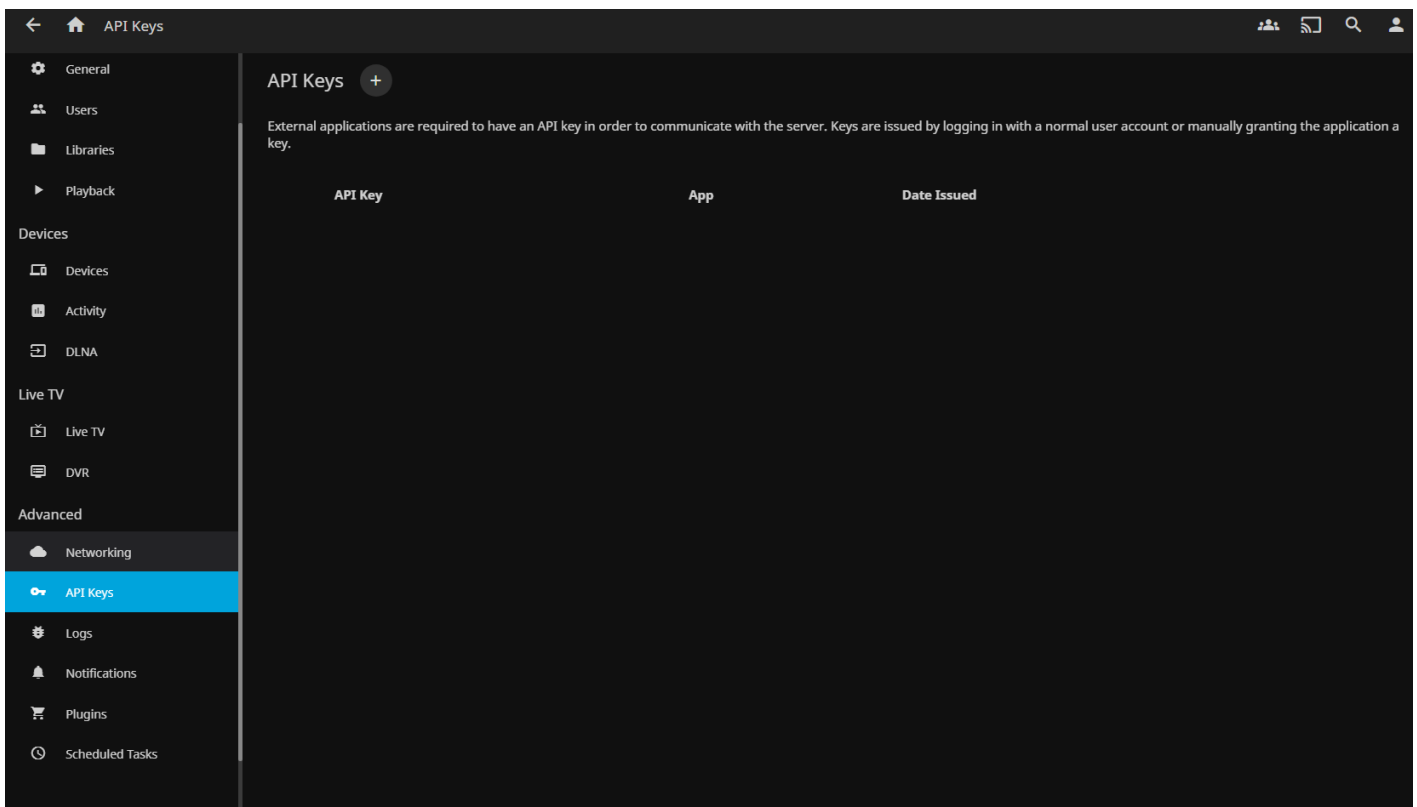 API Keys
General
Users
Libraries
Playback
Devices
Devices
Activity
DLNA
Live TV
Live TV
DVR
Advanced
Networking
API Keys
Logs
Notifications
Plugins
Scheduled Tasks
API Keys +
External applications are required to have an API key in order to communicate with the server. Keys are issued by logging in with a normal user account or manually granting the application a
key.
API Key App Date Issued